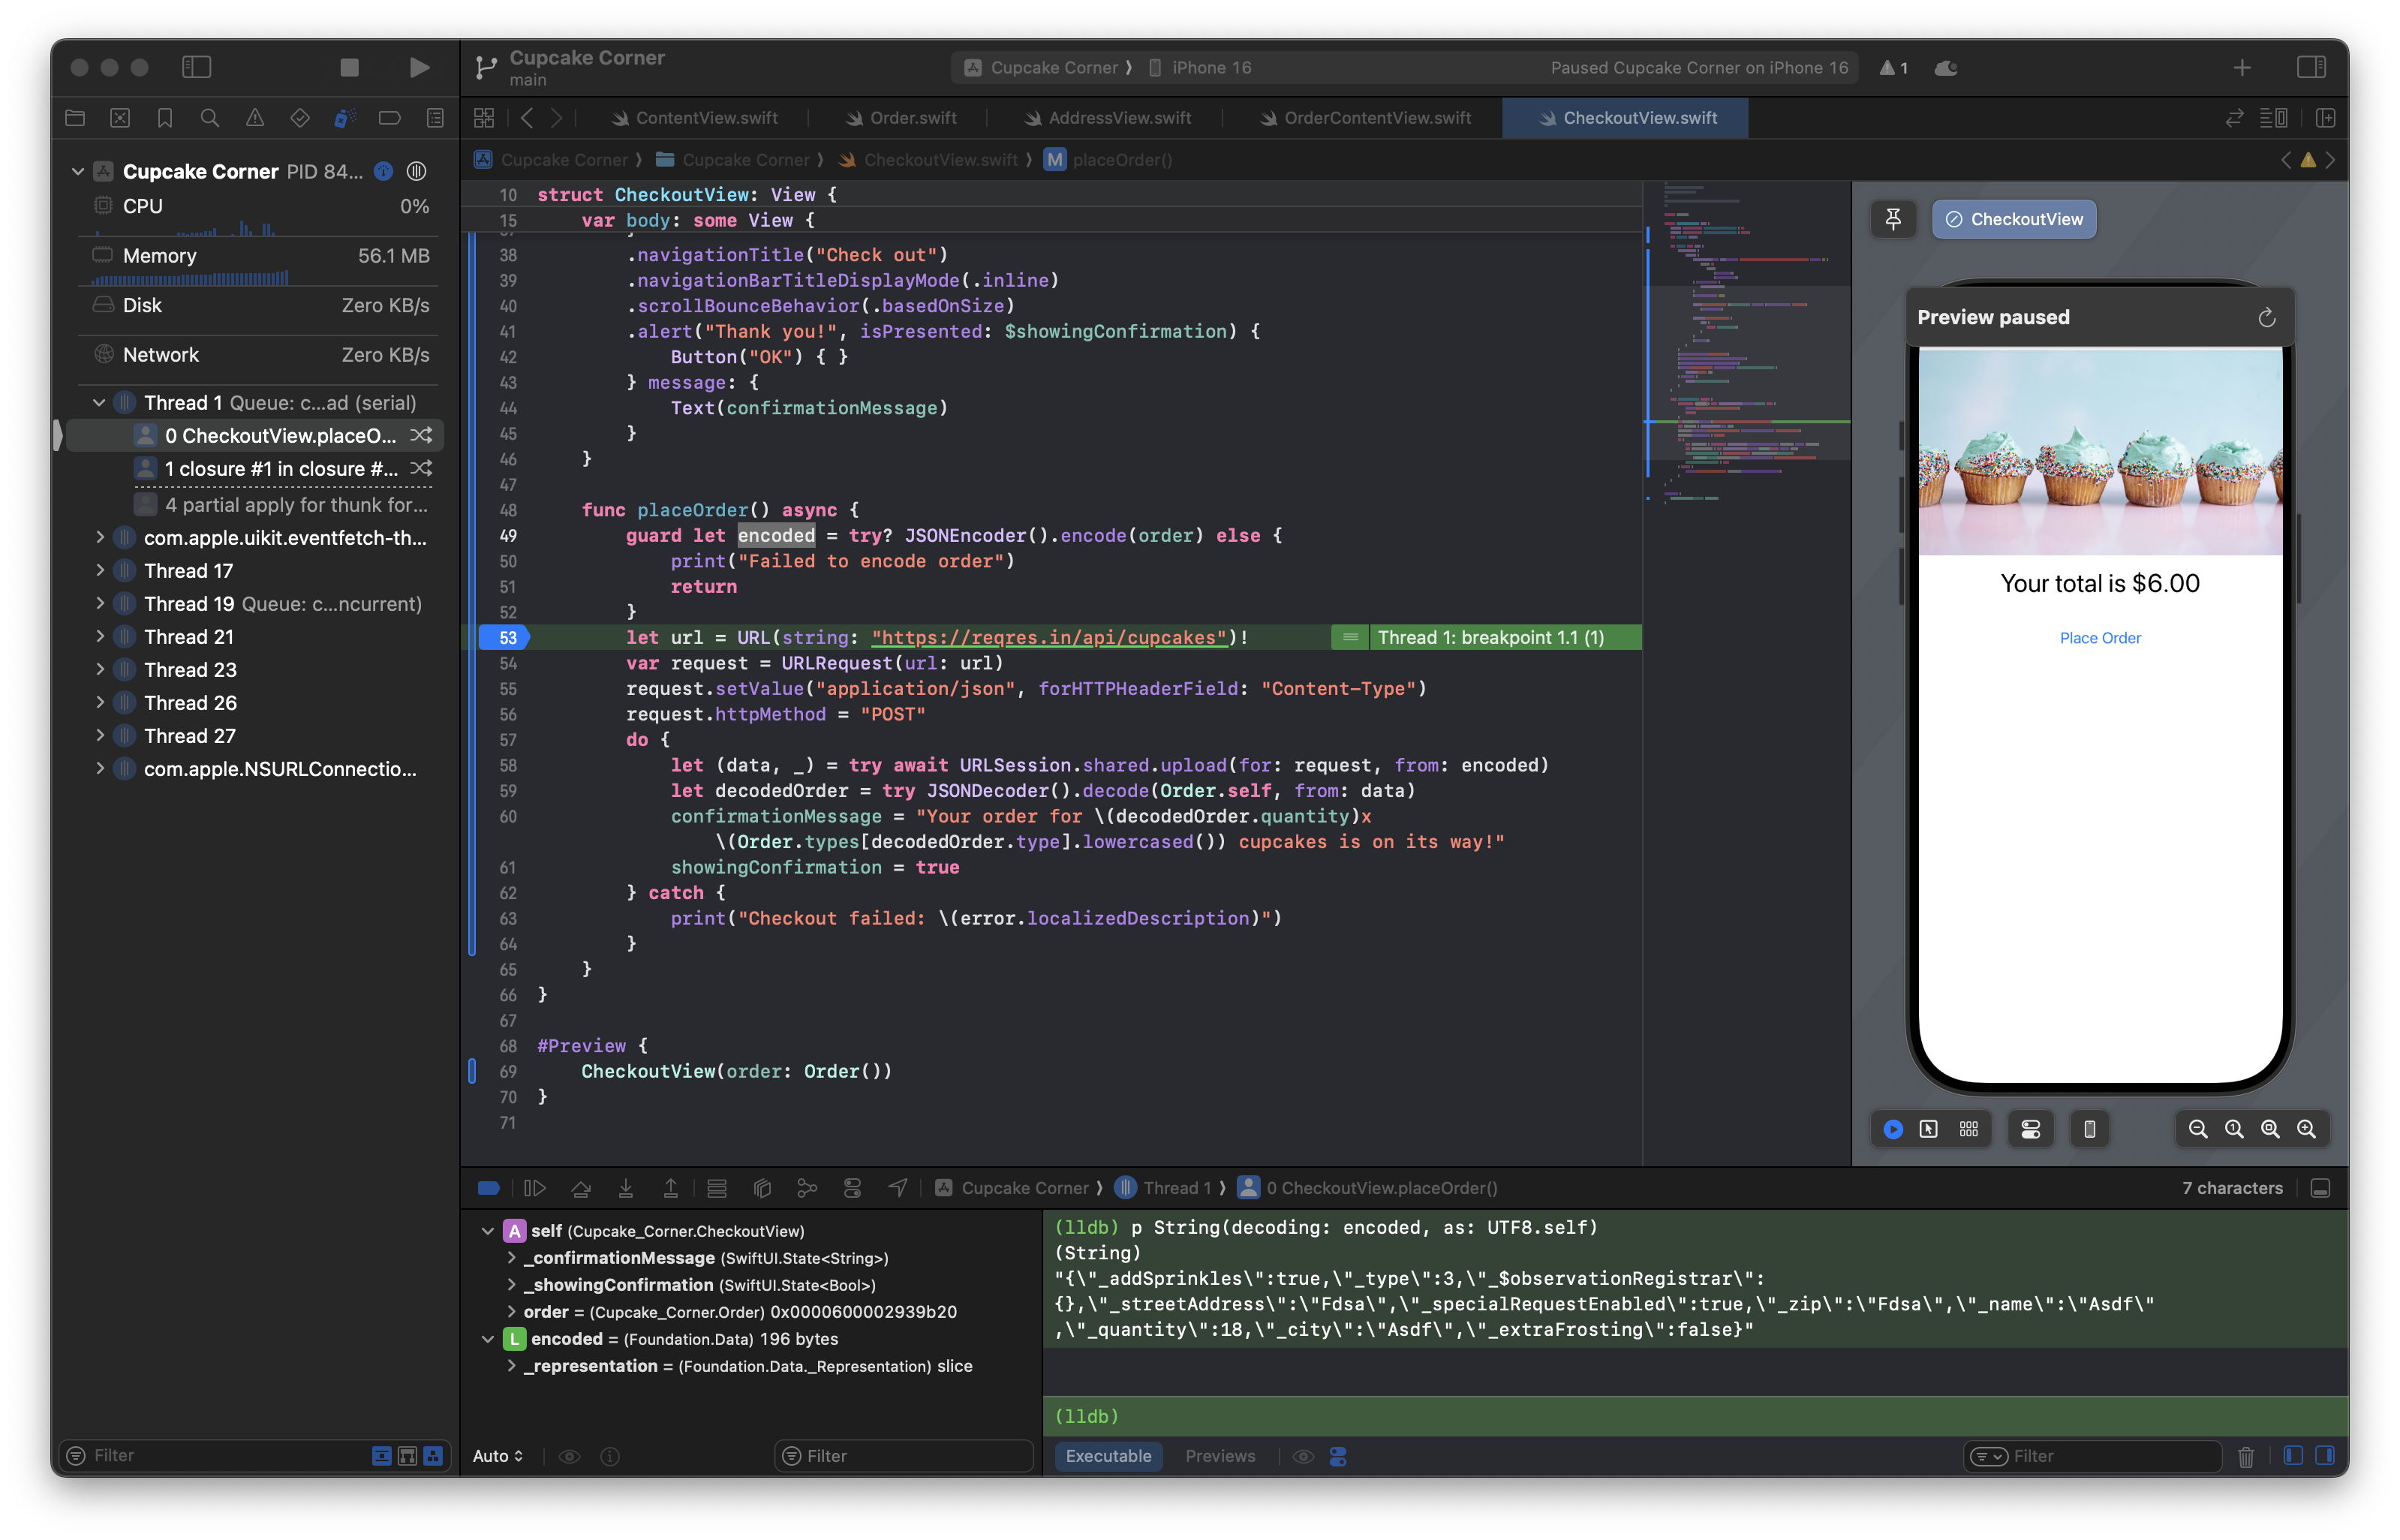 Cupcake Corner
main
Cupcake Corner ❭ iPhone 16
Paused Cupcake Corner on iPhone 16
1
ContentView.swift
Order.swift
AddressView.swift
OrderContentView.swift
CheckoutView.swift
Cupcake Corner ❭ Cupcake Corner ❭ CheckoutView.swift ❭ M placeOrder()
Cupcake Corner PID 84...
CPU 0%
Memory 56.1 MB
Disk Zero KB/s
Network Zero KB/s
Thread 1 Queue: c...ad (serial)
0 CheckoutView.placeO...
1 closure #1 in closure #...
4 partial apply for thunk for...
com.apple.uikit.eventfetch-th...
Thread 17
Thread 19 Queue: c...ncurrent)
Thread 21
Thread 23
Thread 26
Thread 27
com.apple.NSURLConnectio...
Filter
10 struct CheckoutView: View {
15 var body: some View {
38 .navigationTitle("Check out")
39 .navigationBarTitleDisplayMode(.inline)
40 .scrollBounceBehavior(.basedOnSize)
41 .alert("Thank you!", isPresented: $showingConfirmation) {
42 Button("OK") { }
43 } message: {
44 Text(confirmationMessage)
45 }
46 }
47
48 func placeOrder() async {
49 guard let encoded = try? JSONEncoder().encode(order) else {
50 print("Failed to encode order")
51 return
52 }
53 let url = URL(string: "https://reqres.in/api/cupcakes")! Thread 1: breakpoint 1.1 (1)
54 var request = URLRequest(url: url)
55 request.setValue("application/json", forHTTPHeaderField: "Content-Type")
56 request.httpMethod = "POST"
57 do {
58 let (data, _) = try await URLSession.shared.upload(for: request, from: encoded)
59 let decodedOrder = try JSONDecoder().decode(Order.self, from: data)
60 confirmationMessage = "Your order for \(decodedOrder.quantity)x
\(Order.types[decodedOrder.type].lowercased()) cupcakes is on its way!"
61 showingConfirmation = true
62 } catch {
63 print("Checkout failed: \(error.localizedDescription)")
64 }
65 }
66 }
67
68 #Preview {
69 CheckoutView(order: Order())
70 }
71
CheckoutView
Preview paused
Your total is $6.00
Place Order
Cupcake Corner ❭ Thread 1 ❭ 0 CheckoutView.placeOrder()
7 characters
A self (Cupcake_Corner.CheckoutView)
_confirmationMessage (SwiftUI.State<String>)
_showingConfirmation (SwiftUI.State<Bool>)
order = (Cupcake_Corner.Order) 0x0000600002939b20
L encoded = (Foundation.Data) 196 bytes
_representation = (Foundation.Data._Representation) slice
Auto
Filter
(lldb) p String(decoding: encoded, as: UTF8.self)
(String)
"{\"_addSprinkles\":true,\"_type\":3,\"_$observationRegistrar\":
{},\"_streetAddress\":\"Fdsa\",\"_specialRequestEnabled\":true,\"_zip\":\"Fdsa\",\"_name\":\"Asdf\"
,\"_quantity\":18,\"_city\":\"Asdf\",\"_extraFrosting\":false}"
(lldb)
Executable
Previews
Filter